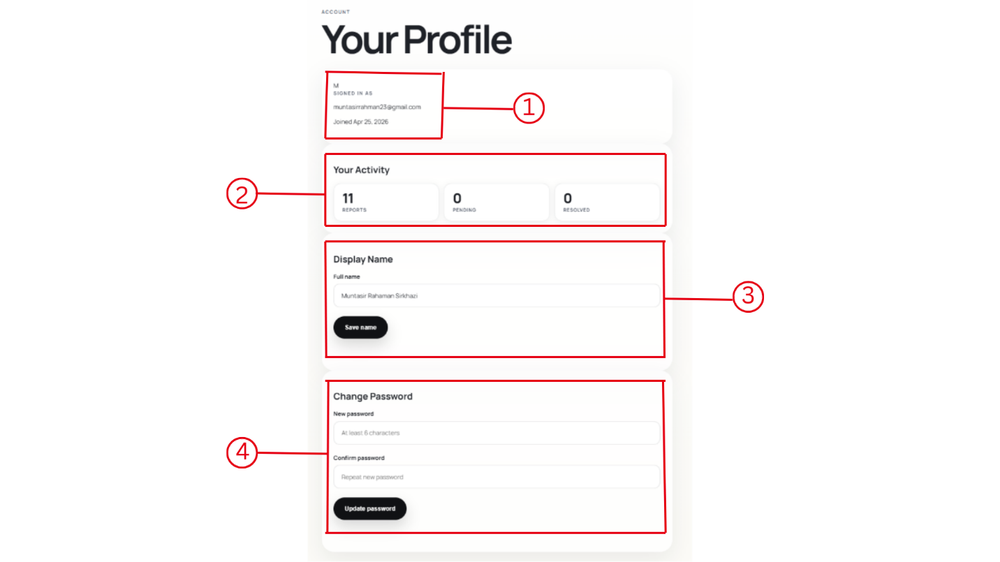 ACCOUNT
Your Profile
M
SIGNED IN AS
muntasirrahman23@gmail.com
Joined Apr 25, 2026
1
Your Activity
11
REPORTS
0
PENDING
0
RESOLVED
2
Display Name
Full name
Muntasir Rahaman Sirkhazi
Save name
3
Change Password
New password
At least 6 characters
Confirm password
Repeat new password
Update password
4